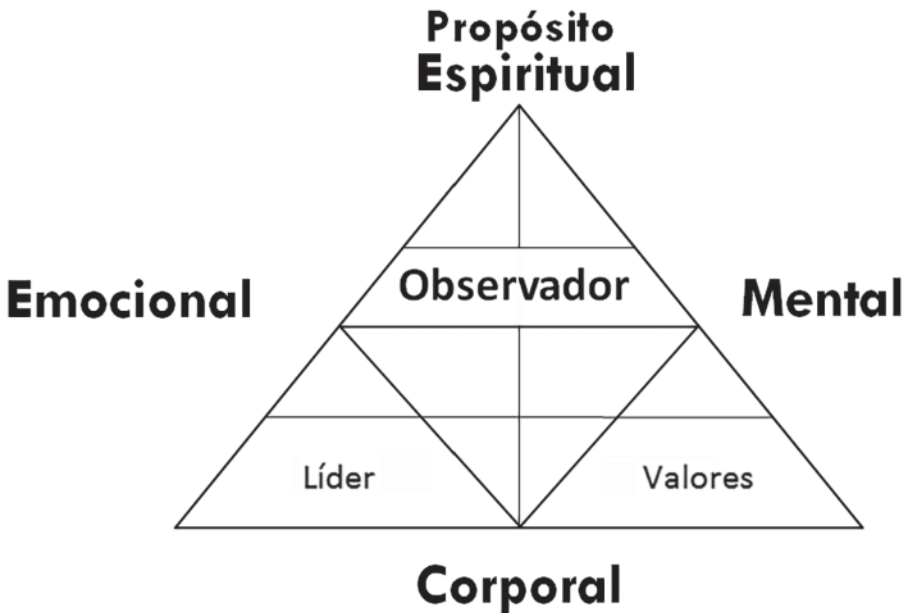 Propósito
Espiritual
Observador
Emocional
Mental
Líder
Valores
Corporal